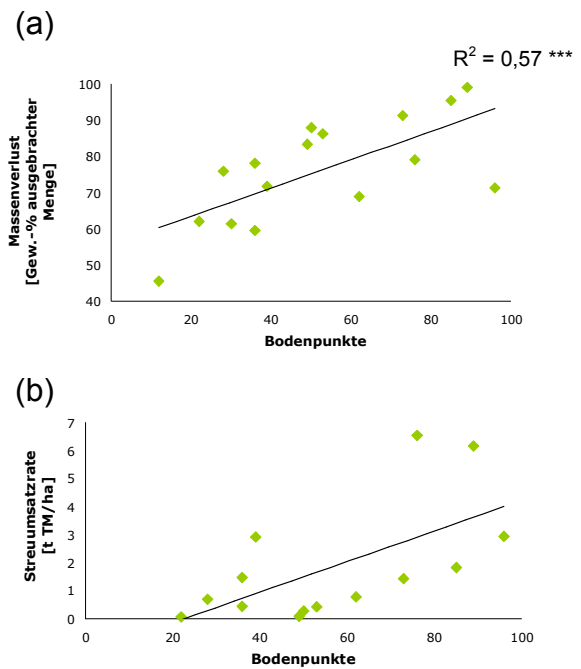 (a)
R² = 0,57 ***
Massenverlust
[Gew.-% ausgebrachter
Menge]
100
90
80
70
60
50
40
0 20 40 60 80 100
Bodenpunkte
(b)
Streuumsatzrate
[t TM/ha]
7
6
5
4
3
2
1
0
0 20 40 60 80 100
Bodenpunkte